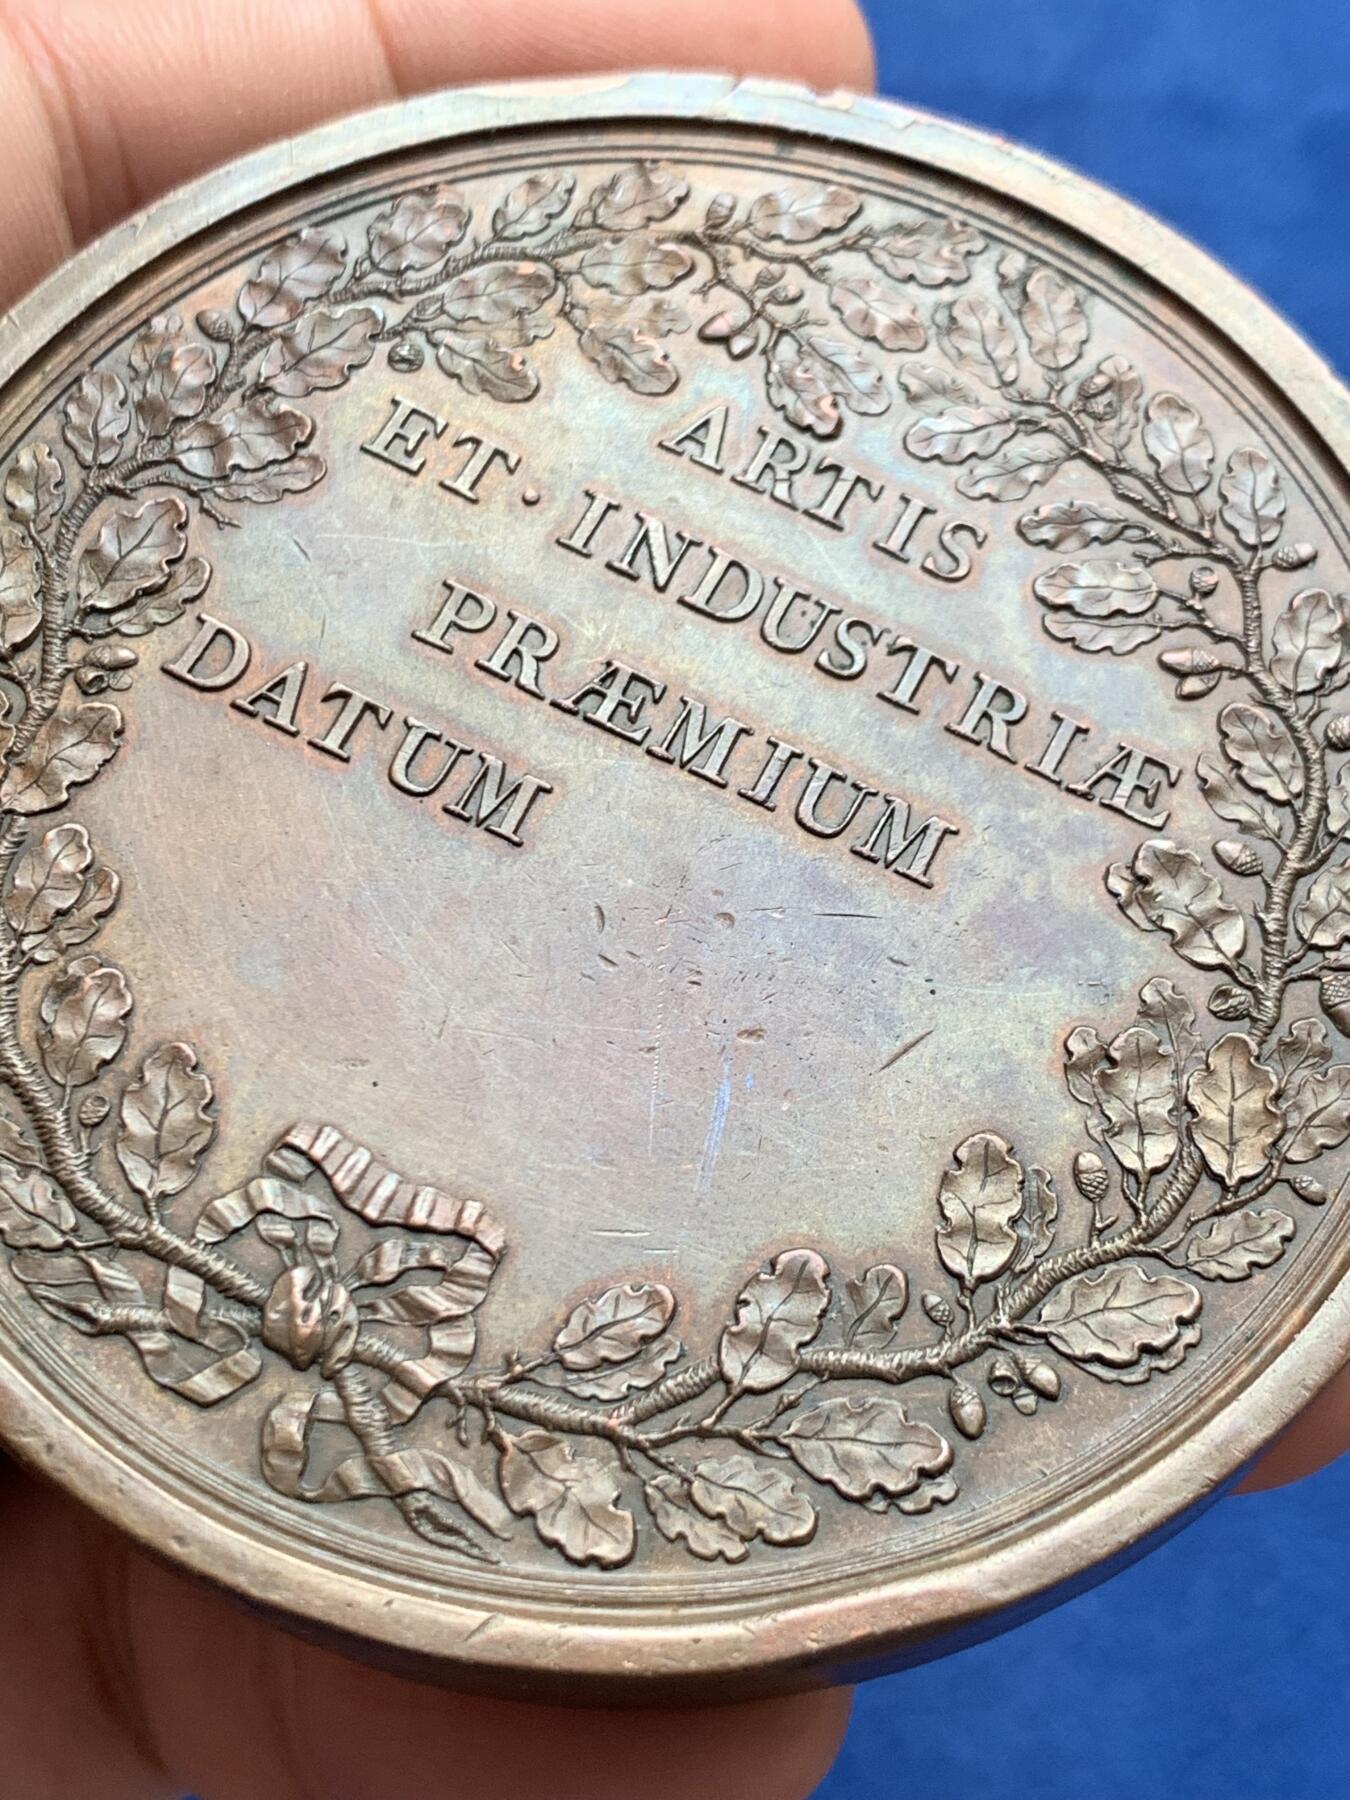 ARTIS
ET · INDUSTRIÆ
PRÆMIUM
DATUM